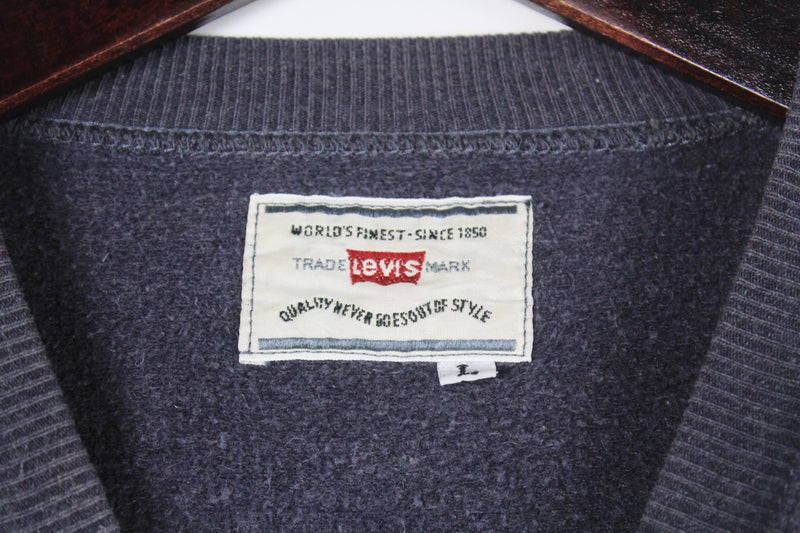 WORLD'S FINEST - SINCE 1850
TRADE LEVI'S MARK
QUALITY NEVER GOES OUT OF STYLE
L.